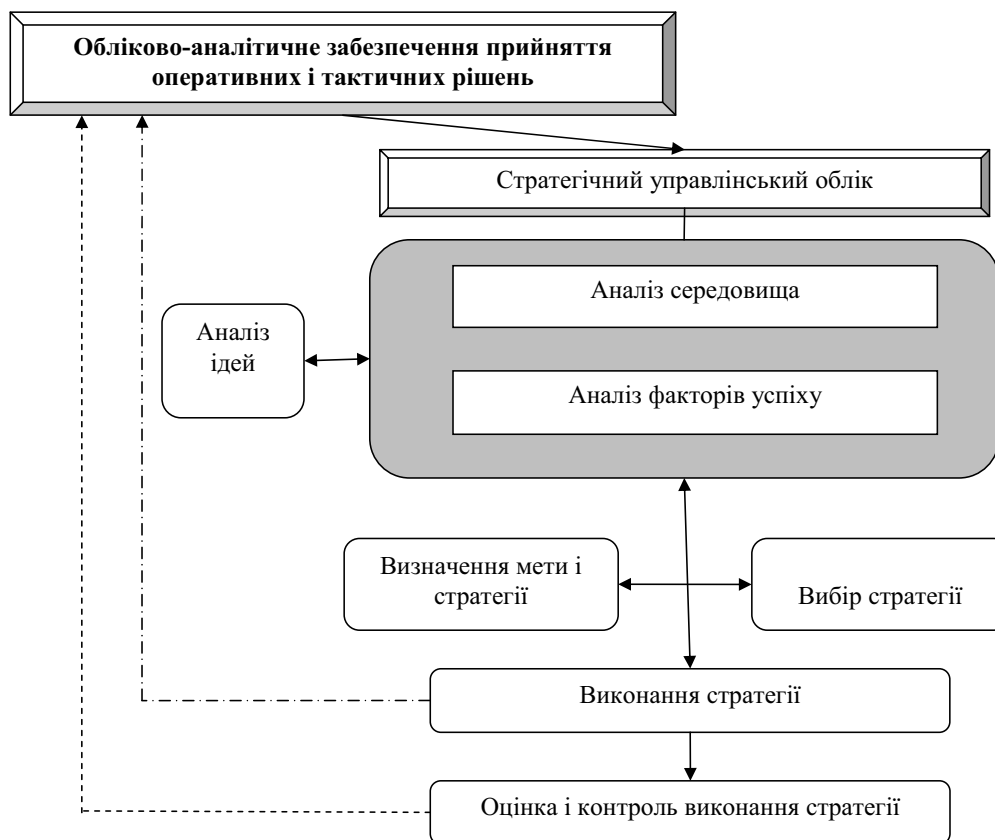 Обліково-аналітичне забезпечення прийняття
оперативних і тактичних рішень
Стратегічний управлінський облік
Аналіз середовища
Аналіз
ідей
Аналіз факторів успіху
Визначення мети і
стратегії
Вибір стратегії
Виконання стратегії
Оцінка і контроль виконання стратегії